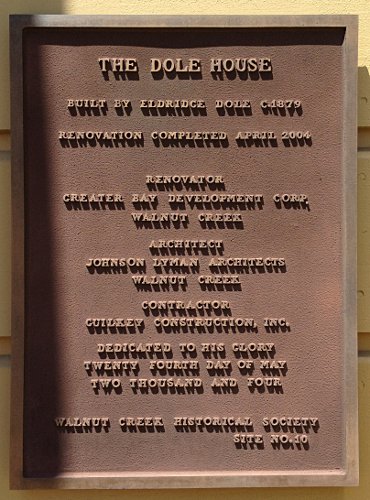 THE DOLE HOUSE
BUILT BY ELDRIDGE DOLE C.1879
RENOVATION COMPLETED APRIL 2004
RENOVATOR
GREATER BAY DEVELOPMENT CORP,
WALNUT CREEK
ARCHITECT
JOHNSON LYMAN ARCHITECTS
WALNUT CREEK
CONTRACTOR
GUILKEY CONSTRUCTION, INC.
DEDICATED TO HIS GLORY
TWENTY FOURTH DAY OF MAY
TWO THOUSAND AND FOUR
WALNUT CREEK HISTORICAL SOCIETY
SITE NO.10